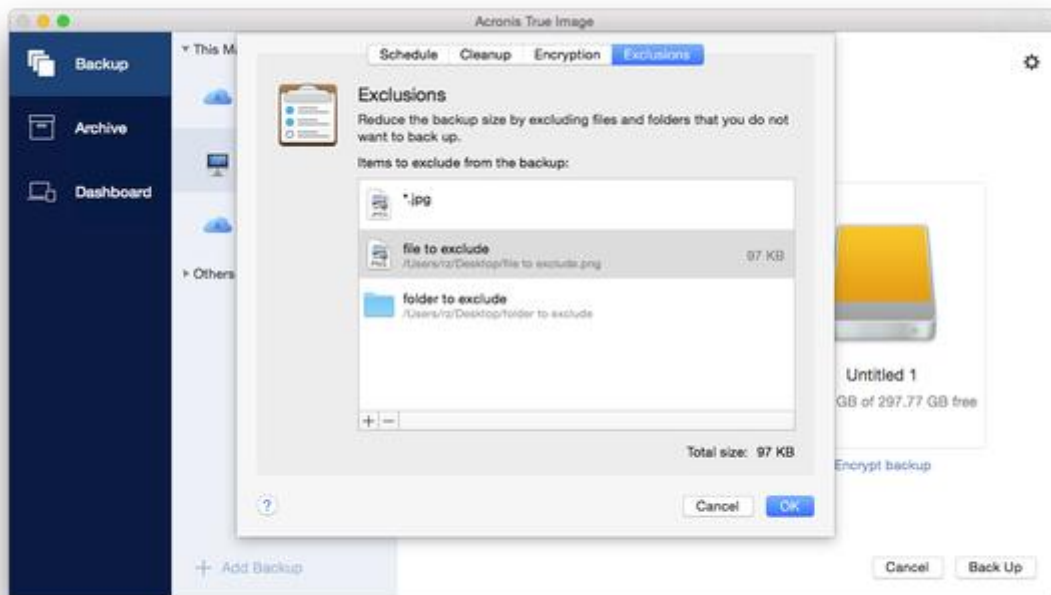 Acronis True Image
Backup
Archive
Dashboard
This M
Others
Add Backup
Schedule Cleanup Encryption Exclusions
Exclusions
Reduce the backup size by excluding files and folders that you do not
want to back up.
Items to exclude from the backup:
*.jpg
file to exclude 97 KB
/Users/rz/Desktop/file to exclude.png
folder to exclude
/Users/rz/Desktop/folder to exclude
Total size: 97 KB
? Cancel OK
Untitled 1
GB of 297.77 GB free
Encrypt backup
Cancel Back Up